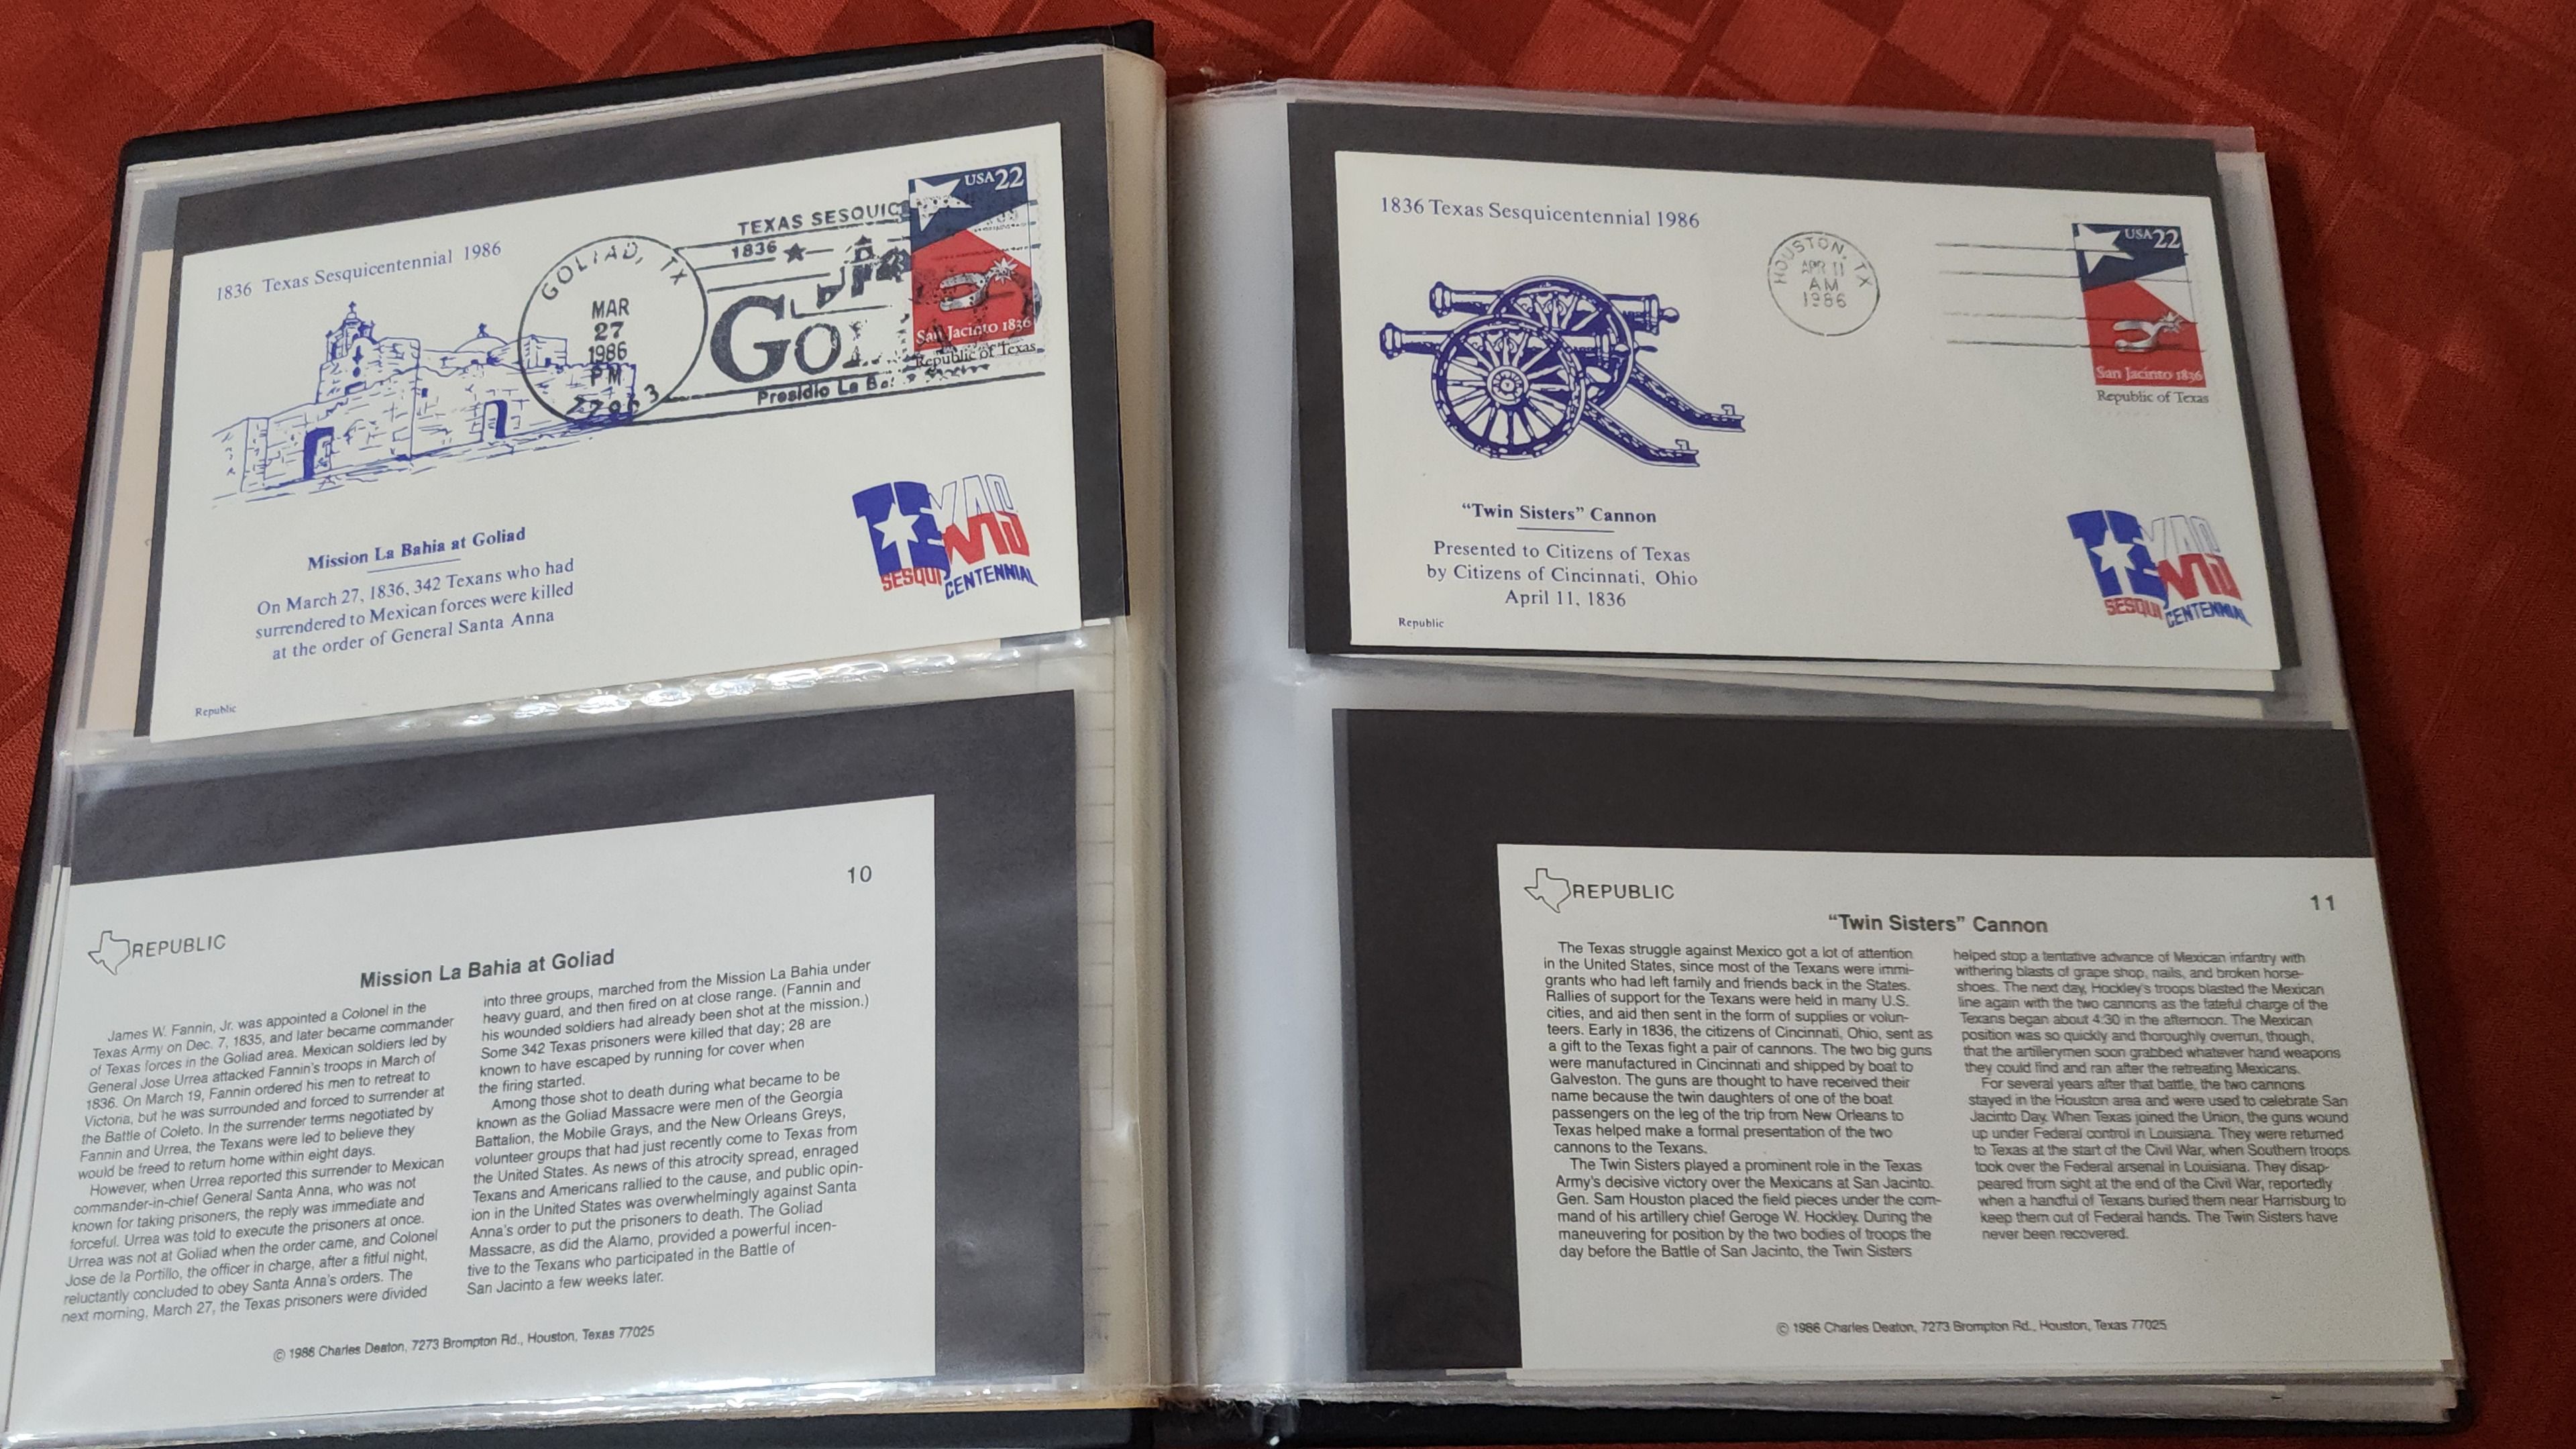 1836 Texas Sesquicentennial 1986
GOLIAD, TX
MAR
27
1986
PM
TEXAS SESQUIC
1836
GOL
Presidio La
USA 22
San Jacinto 1836
Republic of Texas
Mission La Bahia at Goliad
On March 27, 1836, 342 Texans who had
surrendered to Mexican forces were killed
at the order of General Santa Anna
Republic
TEXAS
SESQUI
CENTENNIAL
10
REPUBLIC
Mission La Bahia at Goliad
James W. Fannin, Jr. was appointed a Colonel in the
Texas Army on Dec. 7, 1835, and later became commander
of Texas forces in the Goliad area. Mexican soldiers led by
General Jose Urrea attacked Fannin's troops in March of
1836. On March 19, Fannin ordered his men to retreat to
Victoria, but he was surrounded and forced to surrender at
the Battle of Coleto. In the surrender terms negotiated by
Fannin and Urrea, the Texans were led to believe they
would be freed to return home within eight days.
However, when Urrea reported this surrender to Mexican
commander-in-chief General Santa Anna, who was not
known for taking prisoners, the reply was immediate and
forceful. Urrea was told to execute the prisoners at once.
Urrea was not at Goliad when the order came, and Colonel
Jose de la Portillo, the officer in charge, after a fitful night,
reluctantly concluded to obey Santa Anna's orders. The
next morning, March 27, the Texas prisoners were divided
into three groups, marched from the Mission La Bahia under
heavy guard, and then fired on at close range. (Fannin and
his wounded soldiers had already been shot at the mission.)
Some 342 Texas prisoners were killed that day; 28 are
known to have escaped by running for cover when
the firing started.
Among those shot to death during what became to be
known as the Goliad Massacre were men of the Georgia
Battalion, the Mobile Grays, and the New Orleans Greys,
volunteer groups that had just recently come to Texas from
the United States. As news of this atrocity spread, enraged
Texans and Americans rallied to the cause, and public opin-
ion in the United States was overwhelmingly against Santa
Anna's order to put the prisoners to death. The Goliad
Massacre, as did the Alamo, provided a powerful incen-
tive to the Texans who participated in the Battle of
San Jacinto a few weeks later.
© 1986 Charles Deaton, 7273 Brompton Rd., Houston, Texas 77025
1836 Texas Sesquicentennial 1986
HOUSTON, TX
APR 11
AM
1986
USA 22
San Jacinto 1836
Republic of Texas
"Twin Sisters" Cannon
Presented to Citizens of Texas
by Citizens of Cincinnati, Ohio
April 11, 1836
Republic
TEXAS
SESQUI
CENTENNIAL
REPUBLIC
11
"Twin Sisters" Cannon
The Texas struggle against Mexico got a lot of attention
in the United States, since most of the Texans were immi-
grants who had left family and friends back in the States.
Rallies of support for the Texans were held in many U.S.
cities, and aid then sent in the form of supplies or volun-
teers. Early in 1836, the citizens of Cincinnati, Ohio, sent as
a gift to the Texas fight a pair of cannons. The two big guns
were manufactured in Cincinnati and shipped by boat to
Galveston. The guns are thought to have received their
name because the twin daughters of one of the boat
passengers on the leg of the trip from New Orleans to
Texas helped make a formal presentation of the two
cannons to the Texans.
The Twin Sisters played a prominent role in the Texas
Army's decisive victory over the Mexicans at San Jacinto.
Gen. Sam Houston placed the field pieces under the com-
mand of his artillery chief Geroge W. Hockley. During the
maneuvering for position by the two bodies of troops the
day before the Battle of San Jacinto, the Twin Sisters
helped stop a tentative advance of Mexican infantry with
withering blasts of grape shop, nails, and broken horse-
shoes. The next day, Hockley's troops blasted the Mexican
line again with the two cannons as the fateful charge of the
Texans began about 4:30 in the afternoon. The Mexican
position was so quickly and thoroughly overrun, though,
that the artillerymen soon grabbed whatever hand weapons
they could find and ran after the retreating Mexicans.
For several years after that battle, the two cannons
stayed in the Houston area and were used to celebrate San
Jacinto Day. When Texas joined the Union, the guns wound
up under Federal control in Louisiana. They were returned
to Texas at the start of the Civil War, when Southern troops
took over the Federal arsenal in Louisiana. They disap-
peared from sight at the end of the Civil War, reportedly
when a handful of Texans buried them near Harrisburg to
keep them out of Federal hands. The Twin Sisters have
never been recovered.
© 1986 Charles Deaton, 7273 Brompton Rd., Houston, Texas 77025